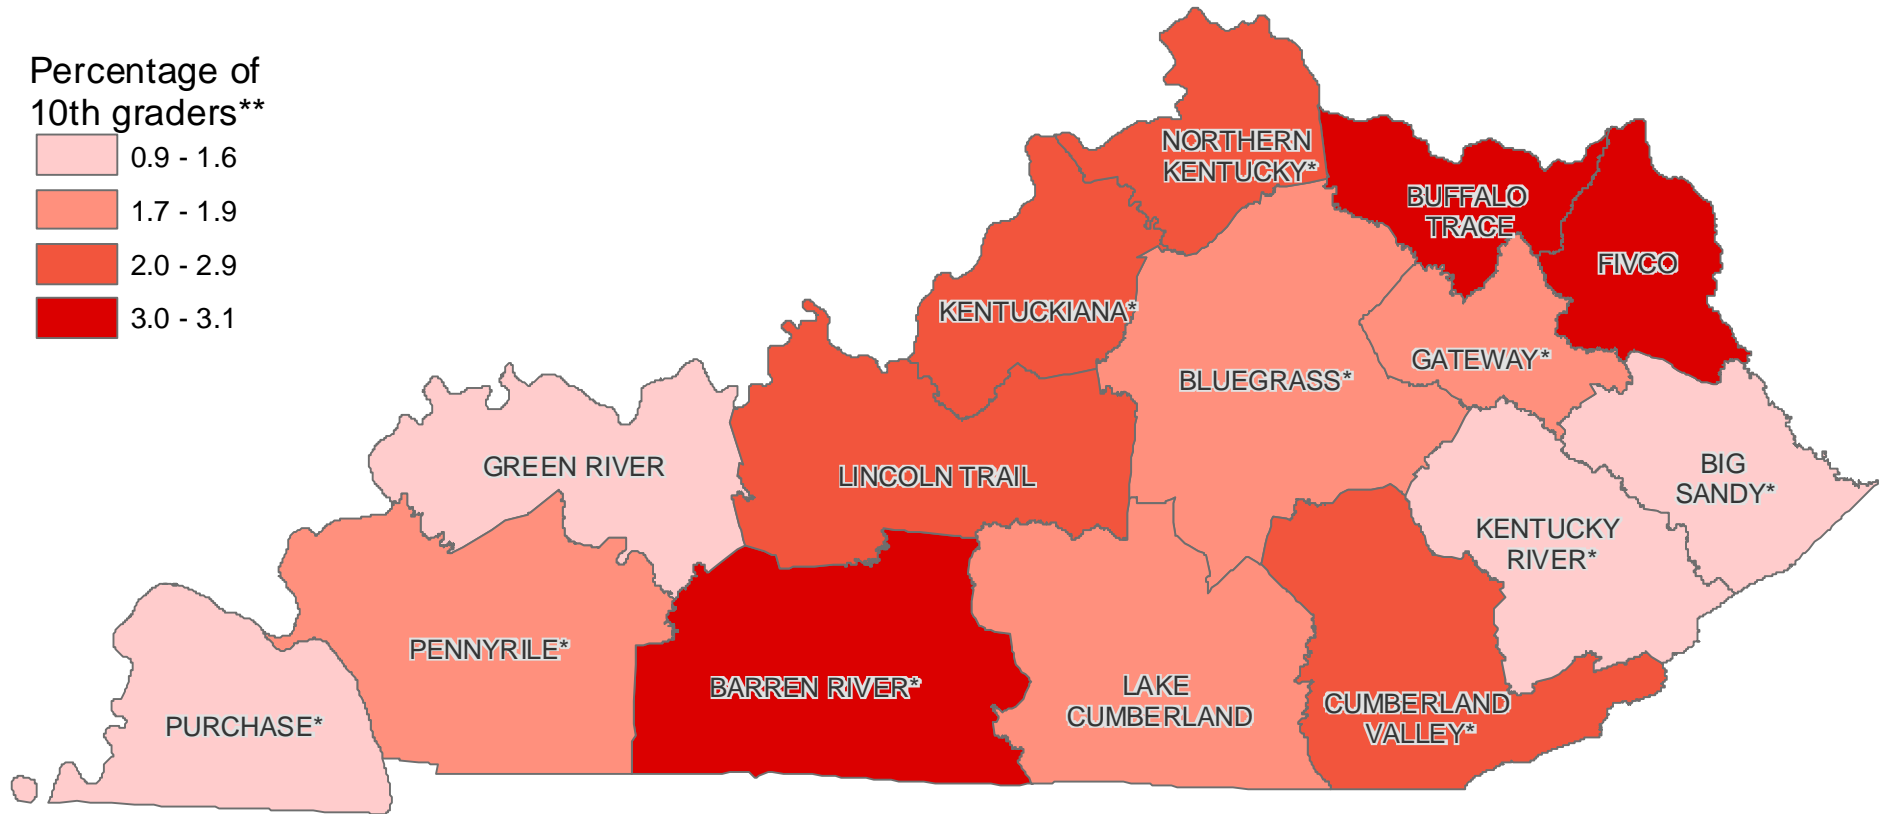 Percentage of
10th graders**
0.9 - 1.6
1.7 - 1.9
2.0 - 2.9
3.0 - 3.1
NORTHERN
KENTUCKY*
BUFFALO
TRACE
FIVCO
KENTUCKIANA*
GATEWAY*
BLUEGRASS*
GREEN RIVER
LINCOLN TRAIL
BIG
SANDY*
KENTUCKY
RIVER*
PENNYRILE*
BARREN RIVER*
LAKE
CUMBERLAND
CUMBERLAND
VALLEY*
PURCHASE*